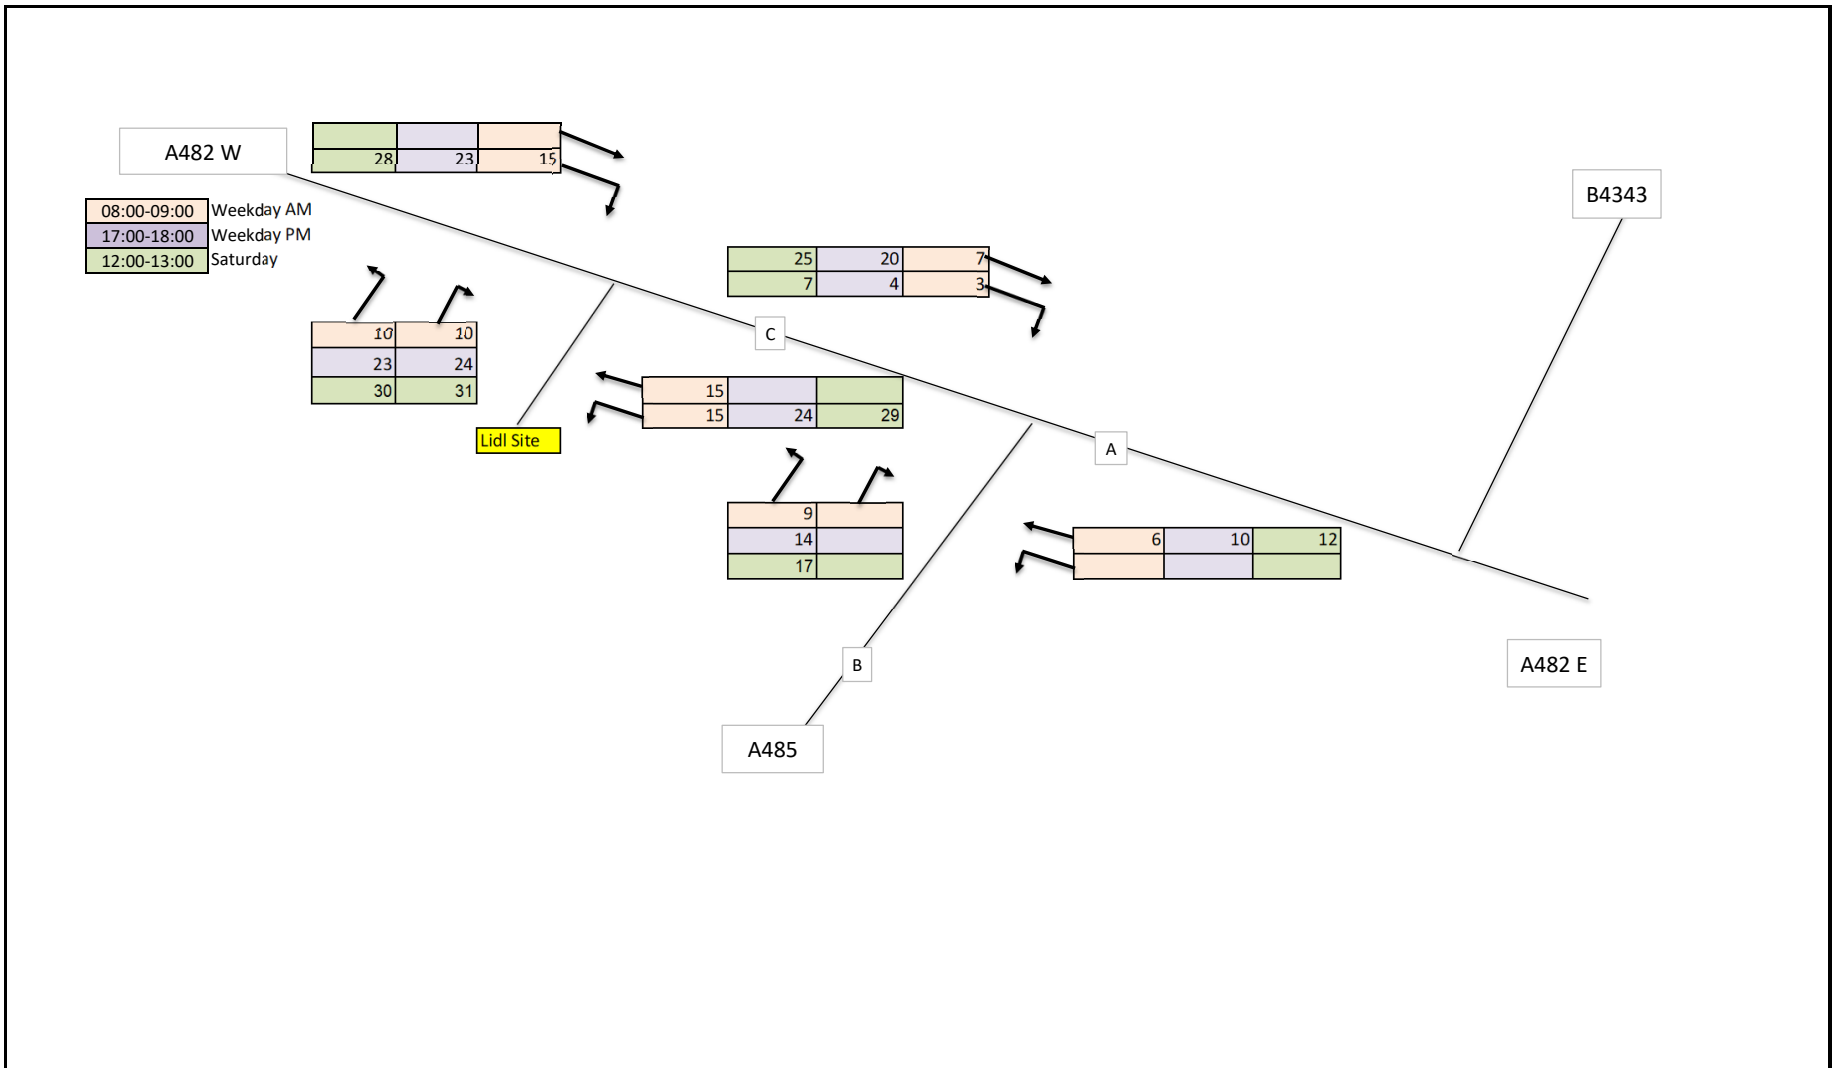 A482 W
28 23 15
B4343
08:00-09:00 Weekday AM
17:00-18:00 Weekday PM
12:00-13:00 Saturday
25 20 7
7 4 3
10 10
23 24
30 31
C
15
15 24 29
Lidl Site
A
9
14
17
6 10 12
B
A482 E
A485